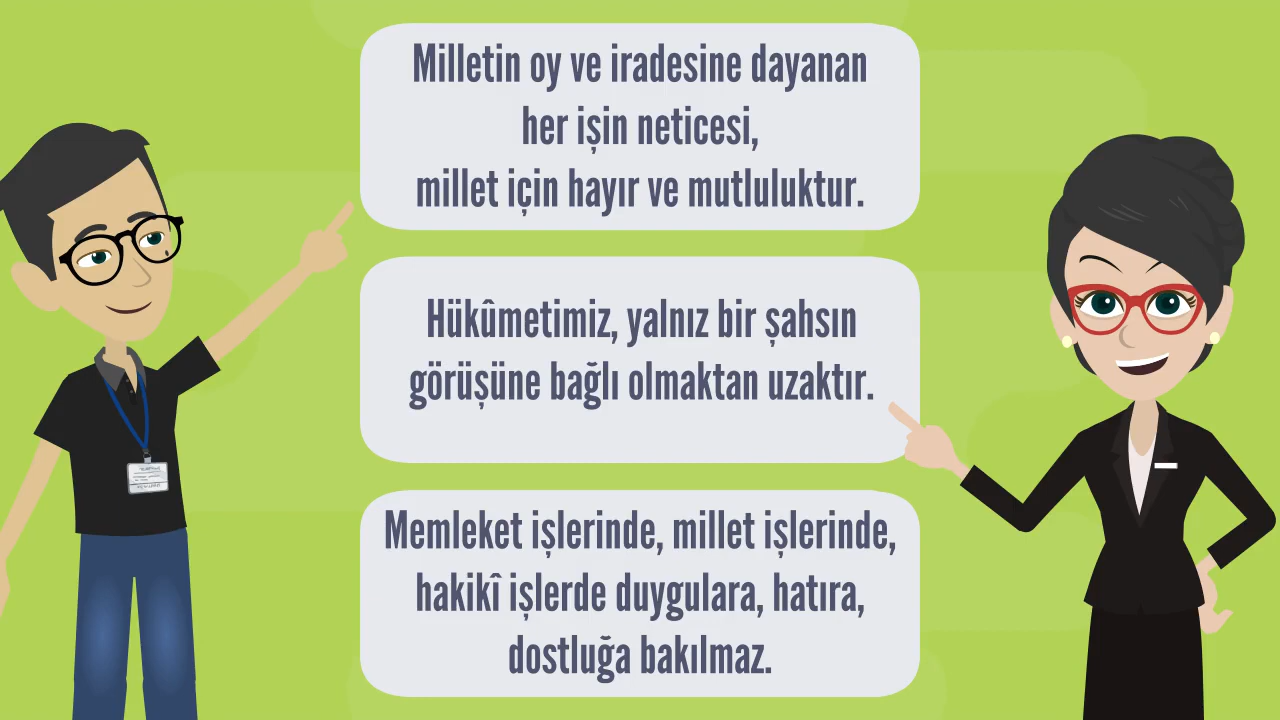 Milletin oy ve iradesine dayanan
her işin neticesi,
millet için hayır ve mutluluktur.
Hükûmetimiz, yalnız bir şahsın
görüşüne bağlı olmaktan uzaktır.
Memleket işlerinde, millet işlerinde,
hakikî işlerde duygulara, hatıra,
dostluğa bakılmaz.